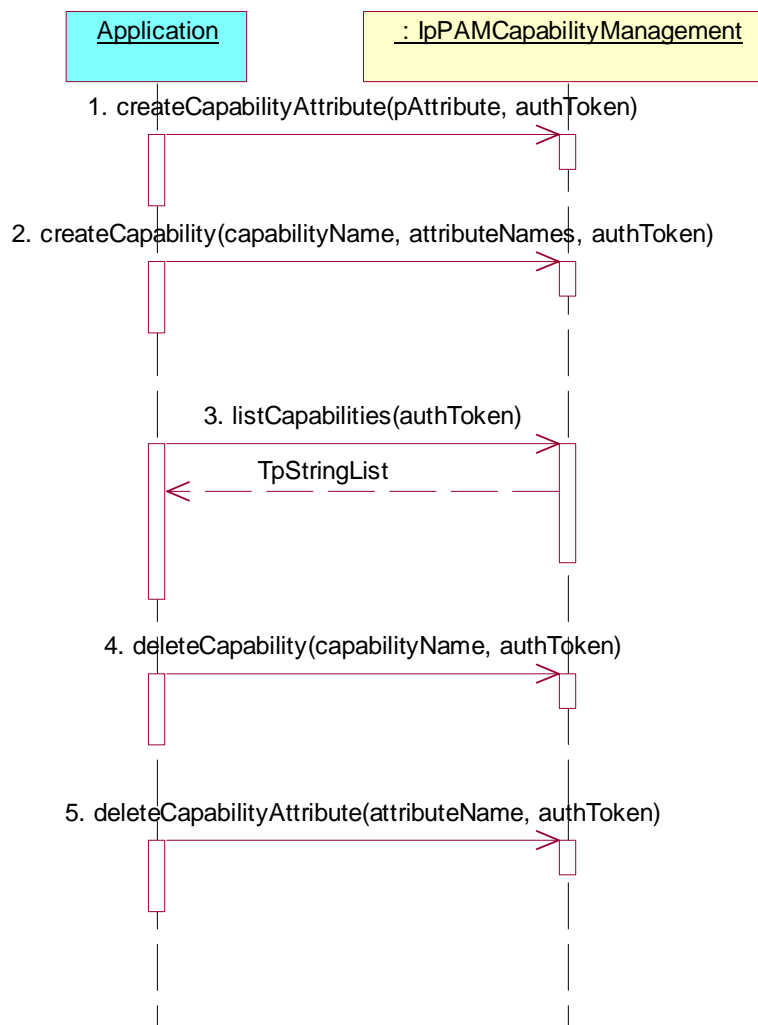 Application
: IpPAMCapabilityManagement
1. createCapabilityAttribute(pAttribute, authToken)
2. createCapability(capabilityName, attributeNames, authToken)
3. listCapabilities(authToken)
TpStringList
4. deleteCapability(capabilityName, authToken)
5. deleteCapabilityAttribute(attributeName, authToken)